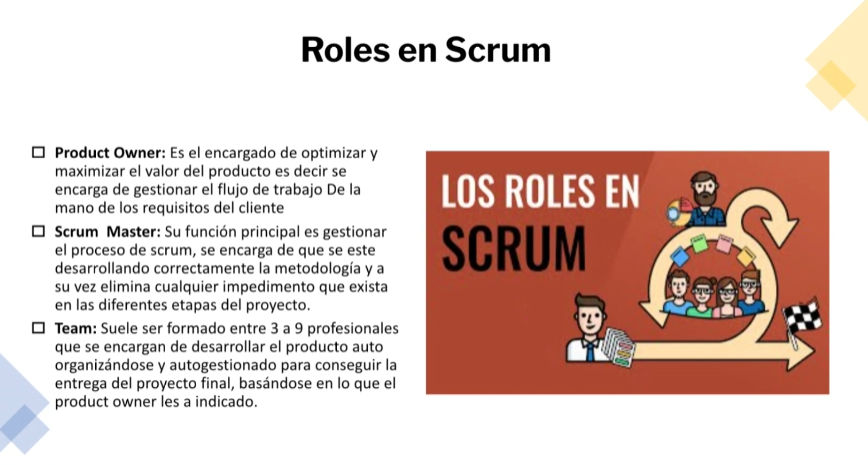 Roles en Scrum
Product Owner: Es el encargado de optimizar y
maximizar el valor del producto es decir se
encarga de gestionar el flujo de trabajo De la
mano de los requisitos del cliente
Scrum Master: Su función principal es gestionar
el proceso de scrum, se encarga de que se este
desarrollando correctamente la metodología y a
su vez elimina cualquier impedimento que exista
en las diferentes etapas del proyecto.
Team: Suele ser formado entre 3 a 9 profesionales
que se encargan de desarrollar el producto auto
organizándose y autogestionado para conseguir la
entrega del proyecto final, basándose en lo que el
product owner les a indicado.
LOS ROLES EN
SCRUM